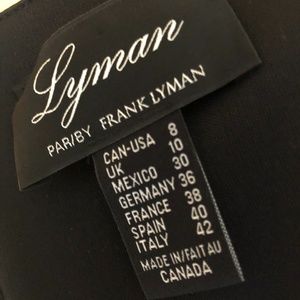 Lyman
PAR/BY FRANK LYMAN
CAN-USA 8
UK 10
MEXICO 30
GERMANY 36
FRANCE 38
SPAIN 40
ITALY 42
MADE IN/FAIT AU
CANADA